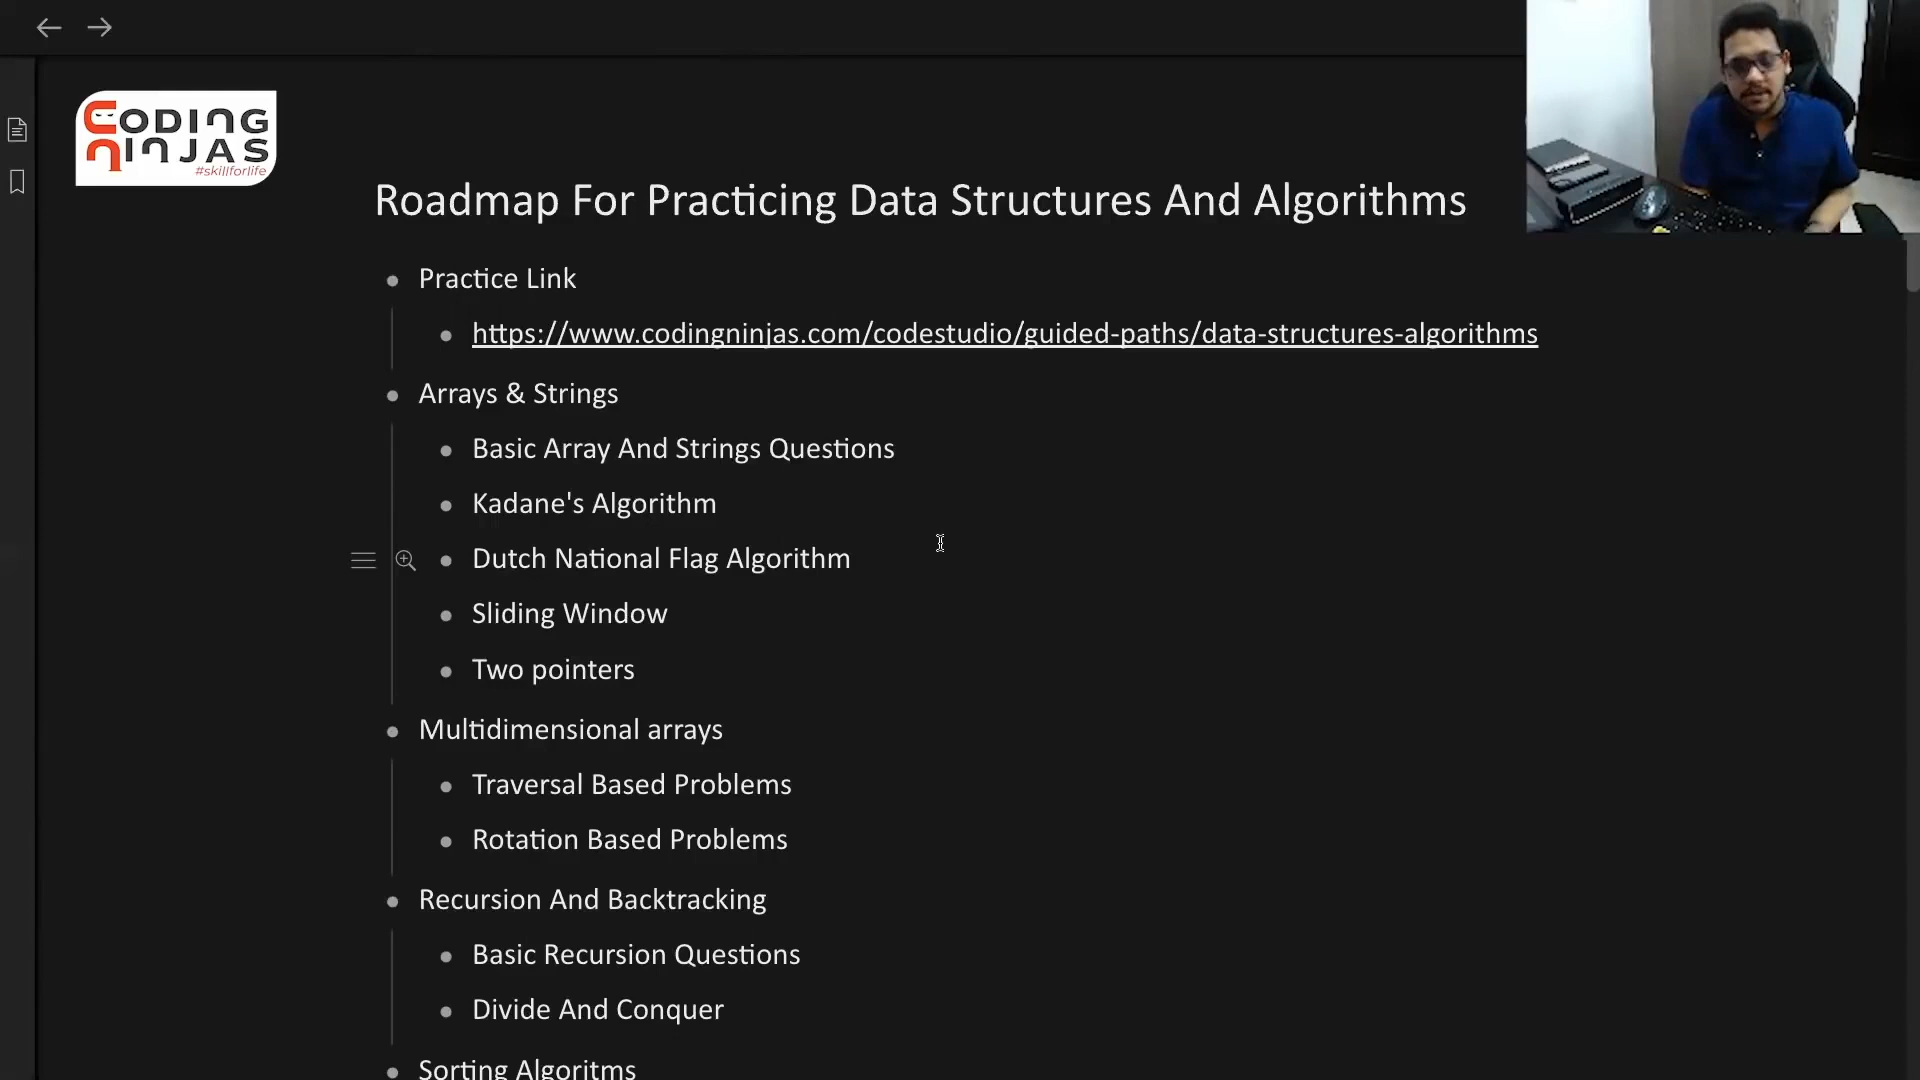 CODING
NINJAS
#skillforlife
Roadmap For Practicing Data Structures And Algorithms
Practice Link
https://www.codingninjas.com/codestudio/guided-paths/data-structures-algorithms
Arrays & Strings
Basic Array And Strings Questions
Kadane's Algorithm
Dutch National Flag Algorithm
Sliding Window
Two pointers
Multidimensional arrays
Traversal Based Problems
Rotation Based Problems
Recursion And Backtracking
Basic Recursion Questions
Divide And Conquer
Sorting Algoritms